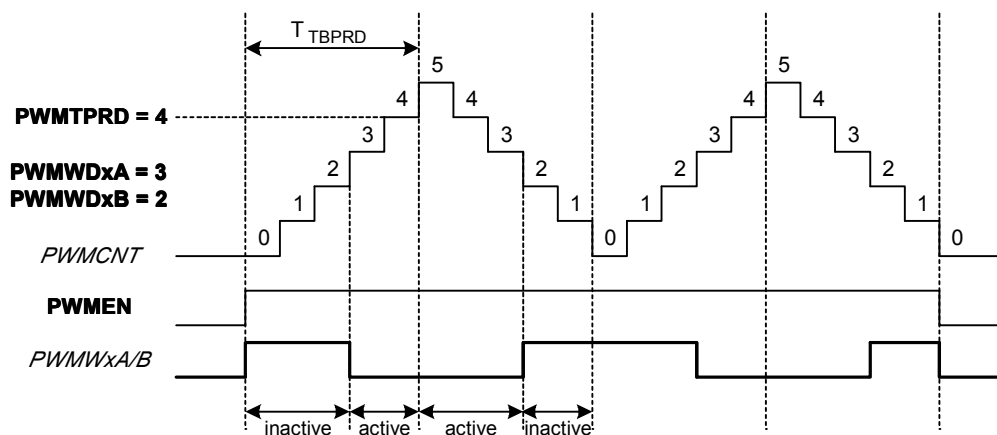 T TBPRD
5 5
4 4 4 4
PWMTPRD = 4
3 3 3 3
PWMWDxA = 3
2 2 2 2
PWMWDxB = 2
1 1 1 1
0 0 0
PWMCNT
PWMEN
PWMWxA/B
inactive active active inactive